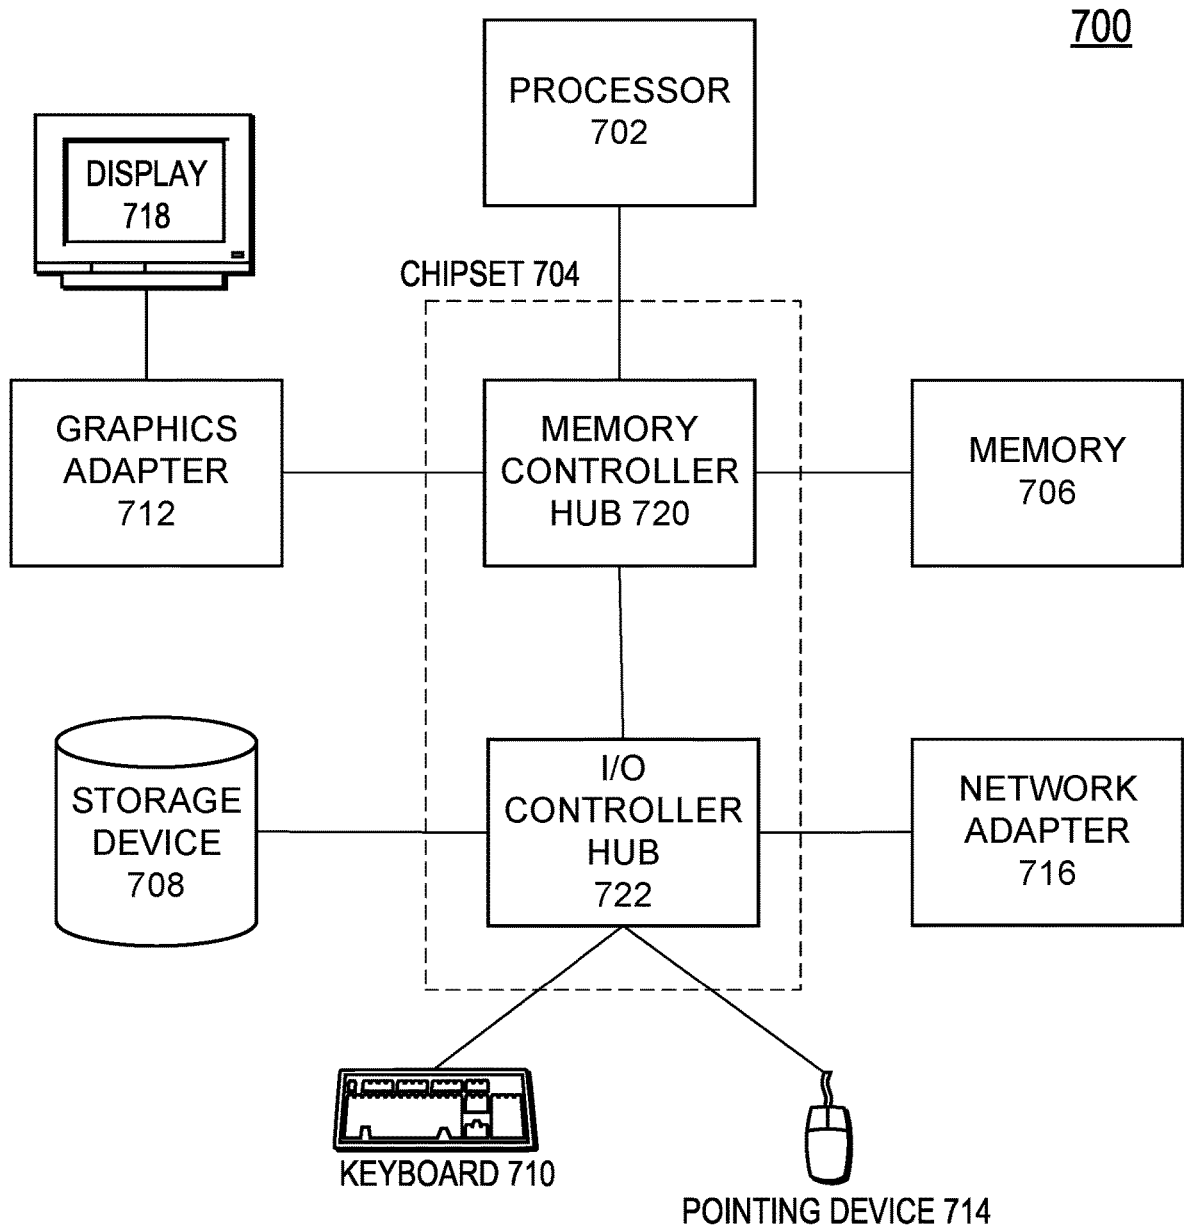 700
PROCESSOR
702
DISPLAY
718
CHIPSET 704
GRAPHICS
ADAPTER
712
MEMORY
CONTROLLER
HUB 720
MEMORY
706
STORAGE
DEVICE
708
I/O
CONTROLLER
HUB
722
NETWORK
ADAPTER
716
KEYBOARD 710
POINTING DEVICE 714